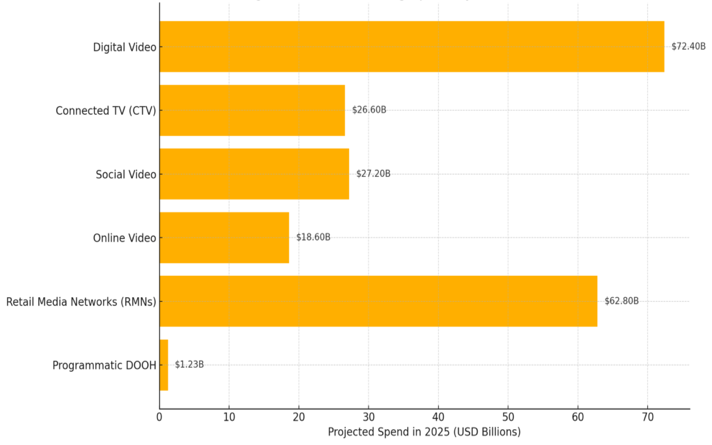 Digital Video
$72.40B
Connected TV (CTV)
$26.60B
Social Video
$27.20B
Online Video
$18.60B
Retail Media Networks (RMNs)
$62.80B
Programmatic DOOH
$1.23B
0 10 20 30 40 50 60 70
Projected Spend in 2025 (USD Billions)